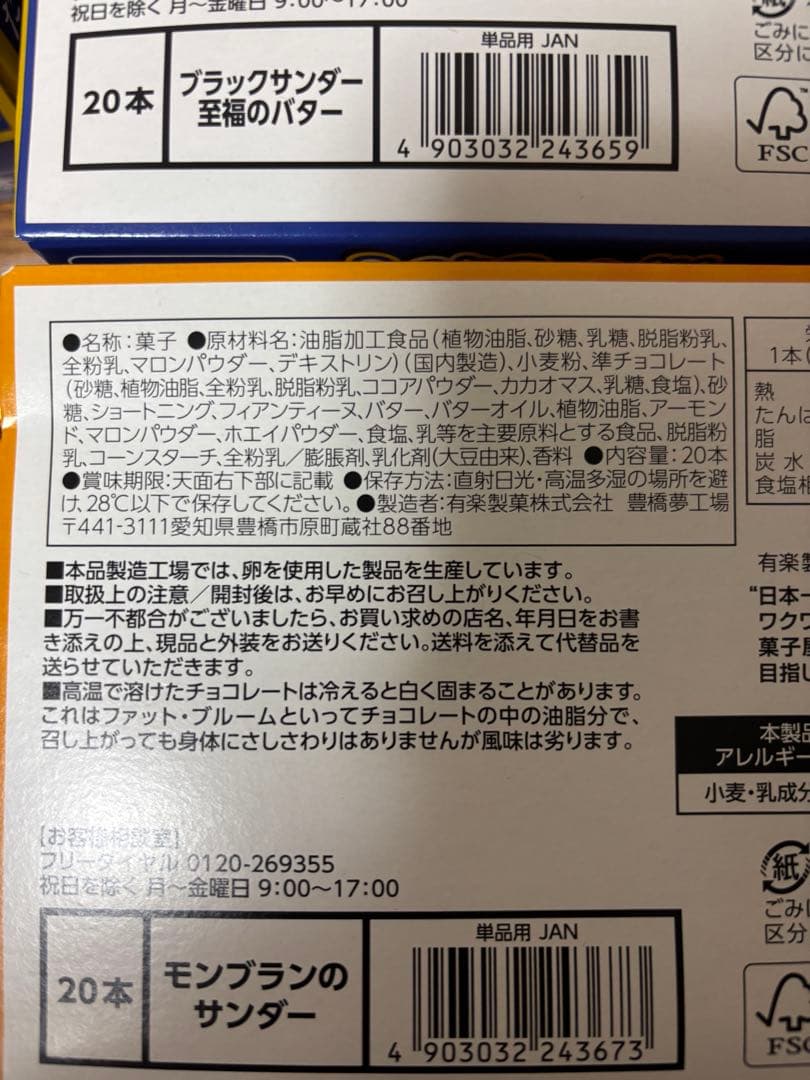 祝日を除く 月～金曜日 9:00～17:00
20本
ブラックサンダー
至福のバター
単品用 JAN
4 903032 243659
ごみに
区分に
FSC
●名称:菓子 ●原材料名:油脂加工食品(植物油脂、砂糖、乳糖、脱脂粉乳、
全粉乳、マロンパウダー、デキストリン)(国内製造)、小麦粉、準チョコレート
(砂糖、植物油脂、全粉乳、脱脂粉乳、ココアパウダー、カカオマス、乳糖、食塩)、砂
糖、ショートニング、フィアンティーヌ、バター、バターオイル、植物油脂、アーモン
ド、マロンパウダー、ホエイパウダー、食塩、乳等を主要原料とする食品、脱脂粉
乳、コーンスターチ、全粉乳/膨脹剤、乳化剤(大豆由来)、香料 ●内容量:20本
●賞味期限:天面右下部に記載 ●保存方法:直射日光・高温多湿の場所を避
け、28℃以下で保存してください。●製造者:有楽製菓株式会社 豊橋夢工場
〒441-3111愛知県豊橋市原町蔵社88番地
1本(
熱
たんぱ
脂
炭水
食塩相
■本品製造工場では、卵を使用した製品を生産しています。
■取扱上の注意/開封後は、お早めにお召し上がりください。
■万一不都合がございましたら、お買い求めの店名、年月日をお書
き添えの上、現品と外装をお送りください。送料を添えて代替品を
送らせていただきます。
■高温で溶けたチョコレートは冷えると白く固まることがあります。
これはファット・ブルームといってチョコレートの中の油脂分で、
召し上がっても身体にさしさわりはありませんが風味は劣ります。
有楽製
"日本一
ワクワ
菓子屋
目指し
本製品
アレルギー
小麦・乳成分
【お客様相談室】
フリーダイヤル 0120-269355
祝日を除く 月～金曜日 9:00～17:00
紙
ごみに
区分
20本
モンブランの
サンダー
単品用 JAN
4 903032 243673
FSC